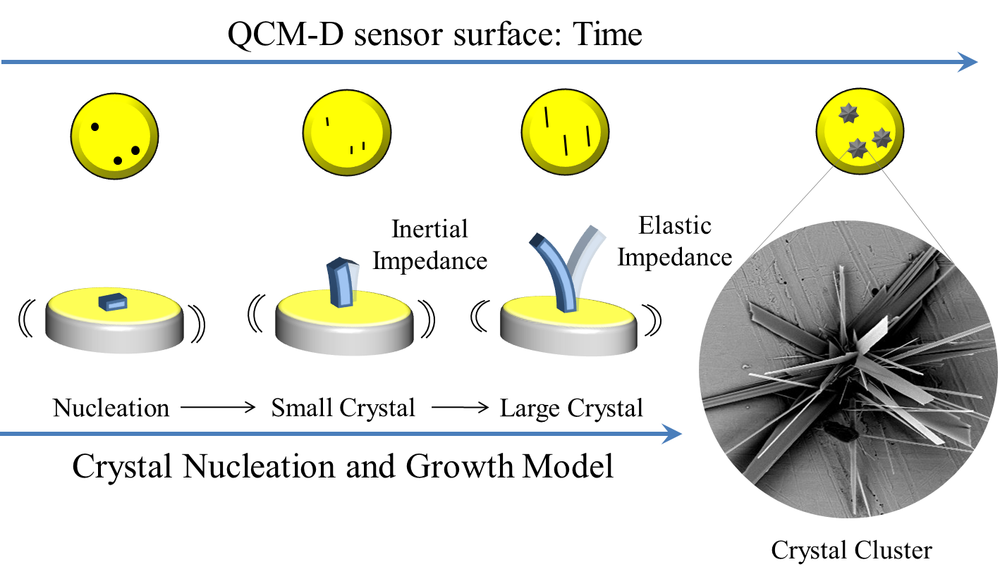 QCM-D sensor surface: Time
Inertial
Impedance
Elastic
Impedance
Nucleation
Small Crystal
Large Crystal
Crystal Nucleation and Growth Model
Crystal Cluster